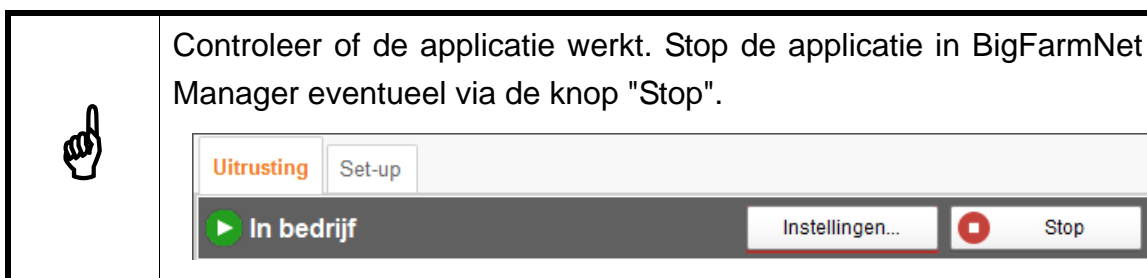 Controleer of de applicatie werkt. Stop de applicatie in BigFarmNet
Manager eventueel via de knop "Stop".
Uitrusting Set-up
In bedrijf Instellingen... Stop